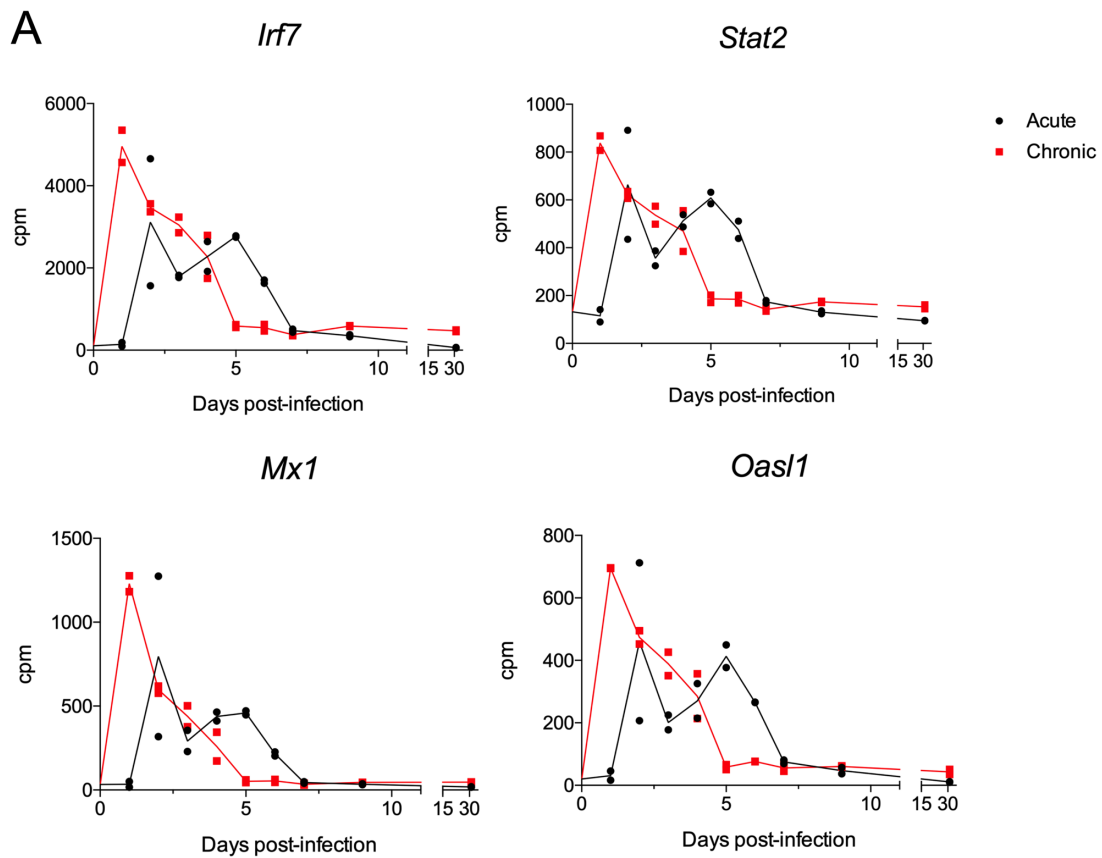 A
Irf7
Stat2
6000
4000
2000
0
cpm
0 5 10 15 30
Days post-infection
1000
800
600
400
200
0
cpm
0 5 10 15 30
Days post-infection
Acute
Chronic
Mx1
Oasl1
1500
1000
500
0
cpm
0 5 10 15 30
Days post-infection
800
600
400
200
0
cpm
0 5 10 15 30
Days post-infection